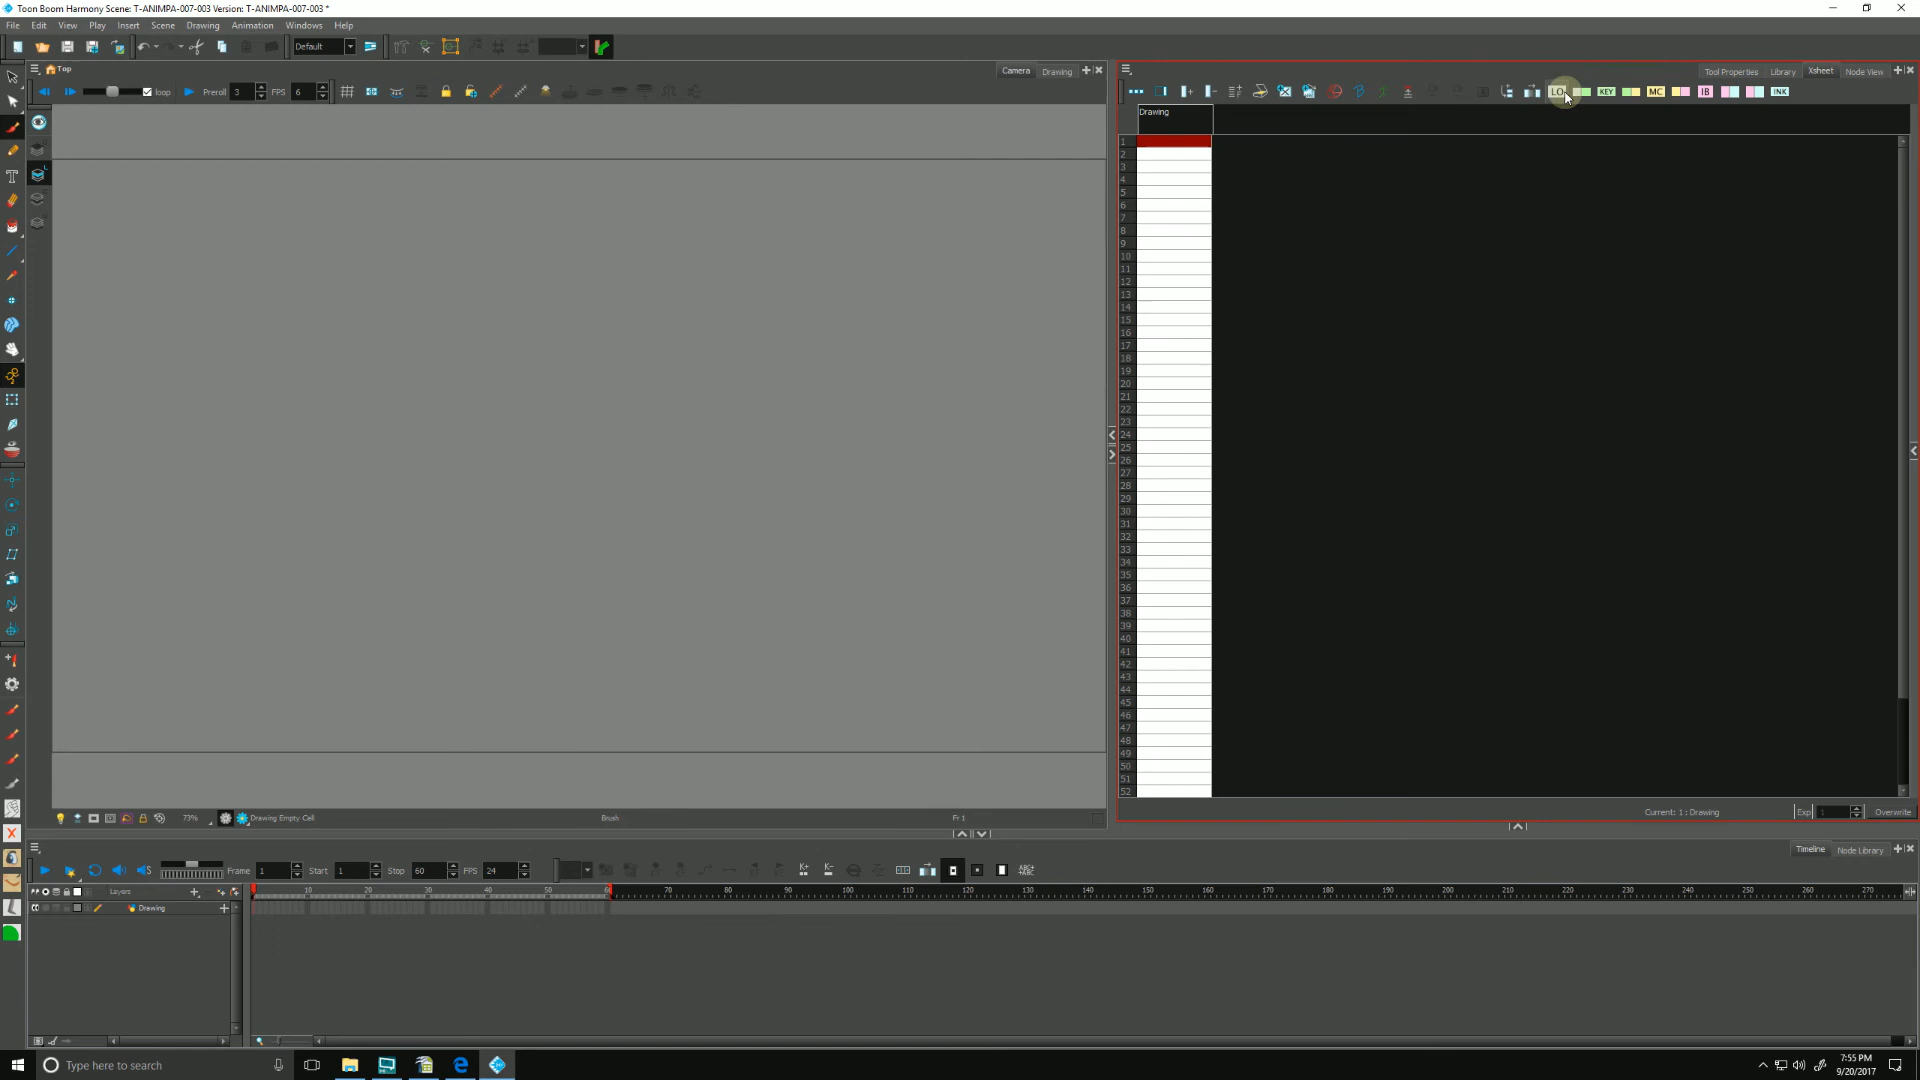 Toon Boom Harmony Scene: T-ANIMPA-007-003 Version: T-ANIMPA-007-003 *
File Edit View Play Insert Scene Drawing Animation Windows Help
Default
Top
Camera Drawing
loop Preroll 3 FPS 6
Tool Properties Library Xsheet Node View
LO KEY MC IB INK
Drawing
1
2
3
4
5
6
7
8
9
10
11
12
13
14
15
16
17
18
19
20
21
22
23
24
25
26
27
28
29
30
31
32
33
34
35
36
37
38
39
40
41
42
43
44
45
46
47
48
49
50
51
52
73% Drawing Empty Cell Brush Fr 1
Current: 1 : Drawing Exp 1 Overwrite
Timeline Node Library
Frame 1 Start 1 Stop 60 FPS 24
Layers
10 20 30 40 50 70 80 90 100 110 120 130 140 150 160 170 180 190 200 210 220 230 240 250 260 270
Drawing
Type here to search
7:55 PM
9/20/2017